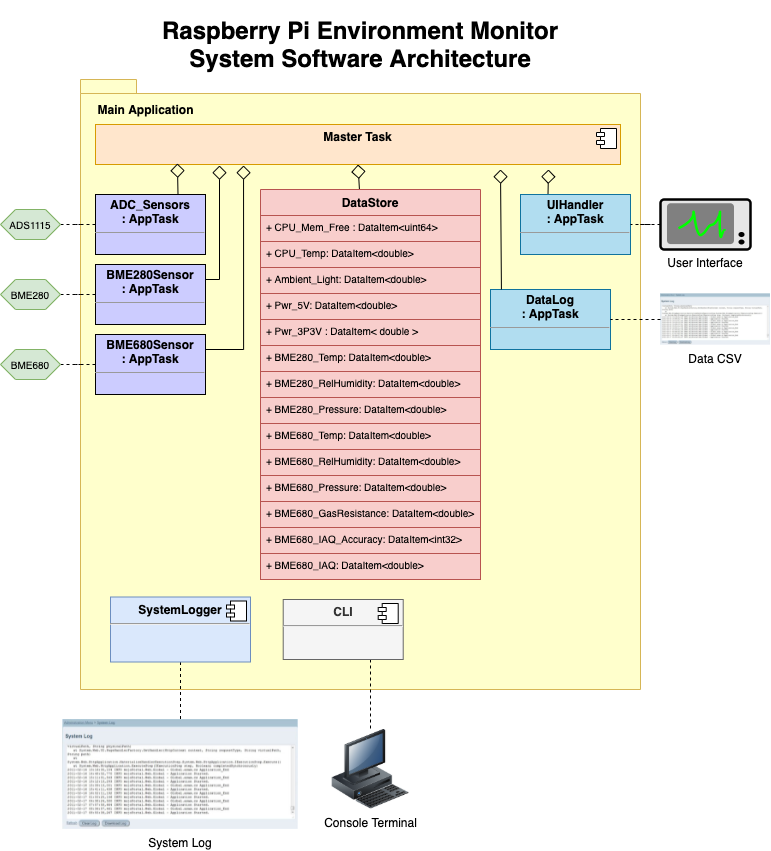 Raspberry Pi Environment Monitor
System Software Architecture
Main Application
Master Task
ADC_Sensors
: AppTask
BME280Sensor
: AppTask
BME680Sensor
: AppTask
ADS1115
BME280
BME680
DataStore
+ CPU_Mem_Free : DataItem<uint64>
+ CPU_Temp: DataItem<double>
+ Ambient_Light: DataItem<double>
+ Pwr_5V: DataItem<double>
+ Pwr_3P3V : DataItem< double >
+ BME280_Temp: DataItem<double>
+ BME280_RelHumidity: DataItem<double>
+ BME280_Pressure: DataItem<double>
+ BME680_Temp: DataItem<double>
+ BME680_RelHumidity: DataItem<double>
+ BME680_Pressure: DataItem<double>
+ BME680_GasResistance: DataItem<double>
+ BME680_IAQ_Accuracy: DataItem<int32>
+ BME680_IAQ: DataItem<double>
UIHandler
: AppTask
DataLog
: AppTask
User Interface
Data CSV
SystemLogger
CLI
System Log
Console Terminal
System Log